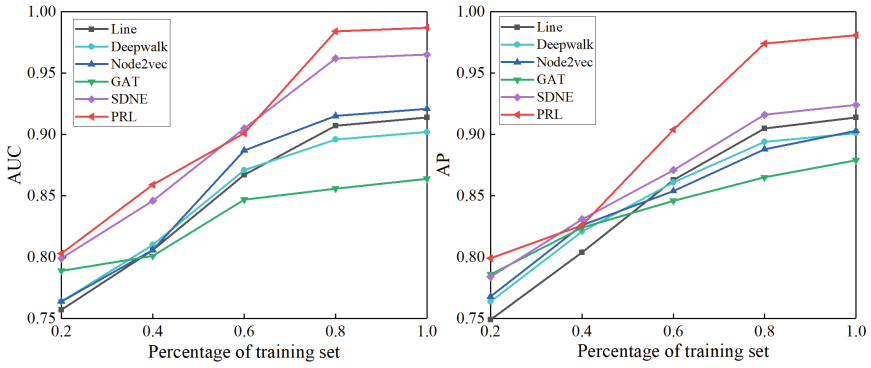 1.00
0.95
0.90
0.85
0.80
0.75
AUC
Line
Deepwalk
Node2vec
GAT
SDNE
PRL
0.2
0.4
0.6
0.8
1.0
Percentage of training set
1.00
0.95
0.90
0.85
0.80
0.75
AP
Line
Deepwalk
Node2vec
GAT
SDNE
PRL
0.2
0.4
0.6
0.8
1.0
Percentage of training set